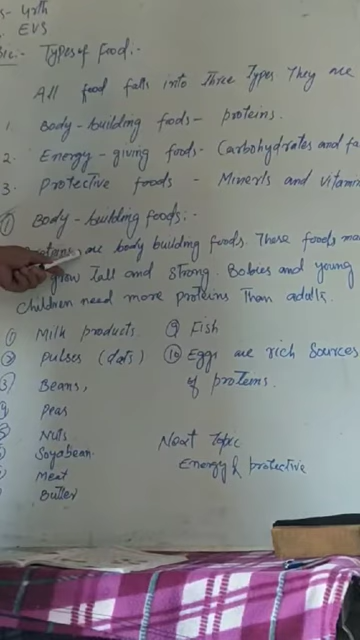 4th
EVS
Types of Food :-
All food falls into Three Types They are
1. Body-building foods - proteins.
2. Energy-giving foods- Carbohydrates and
3. Protective foods - Minerls and
① Body-building foods:-
are body building foods. These foods
grow Tall and strong. Babies and young
children need more proteins Than adults.
① Milk products. ⑨ Fish
② Pulses (dals) ⑩ Eggs are rich sources
③ Beans, of proteins.
Peas
Nuts Next Topic
Soyabean. Energy & protective
Meat
Butter